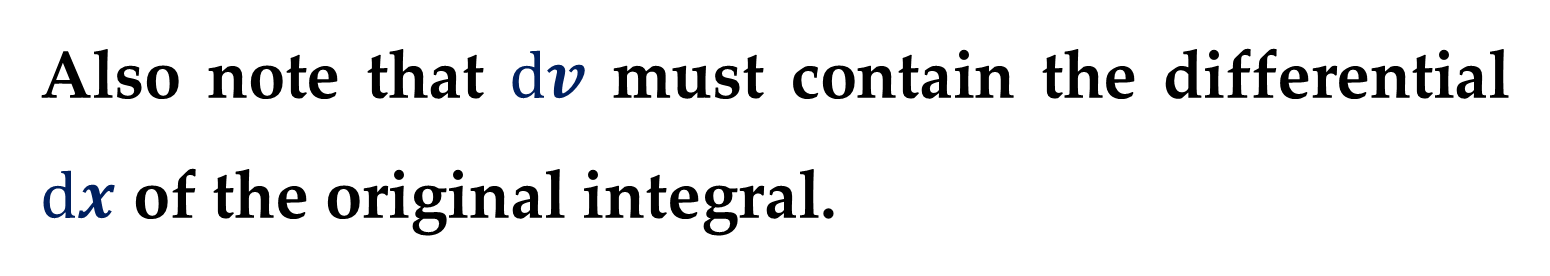 Also note that dv must contain the differential
dx of the original integral.